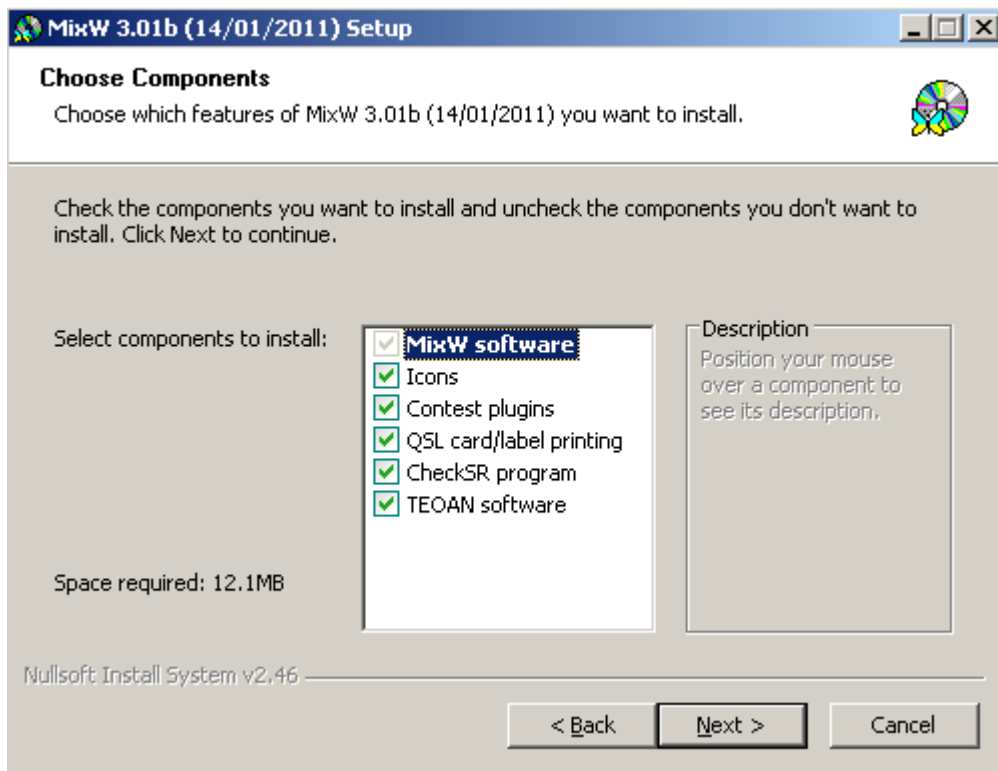 MixW 3.01b (14/01/2011) Setup
Choose Components
Choose which features of MixW 3.01b (14/01/2011) you want to install.
Check the components you want to install and uncheck the components you don't want to
install. Click Next to continue.
Select components to install:
MixW software
Icons
Contest plugins
QSL card/label printing
CheckSR program
TEOAN software
Description
Position your mouse
over a component to
see its description.
Space required: 12.1MB
Nullsoft Install System v2.46
< Back
Next >
Cancel